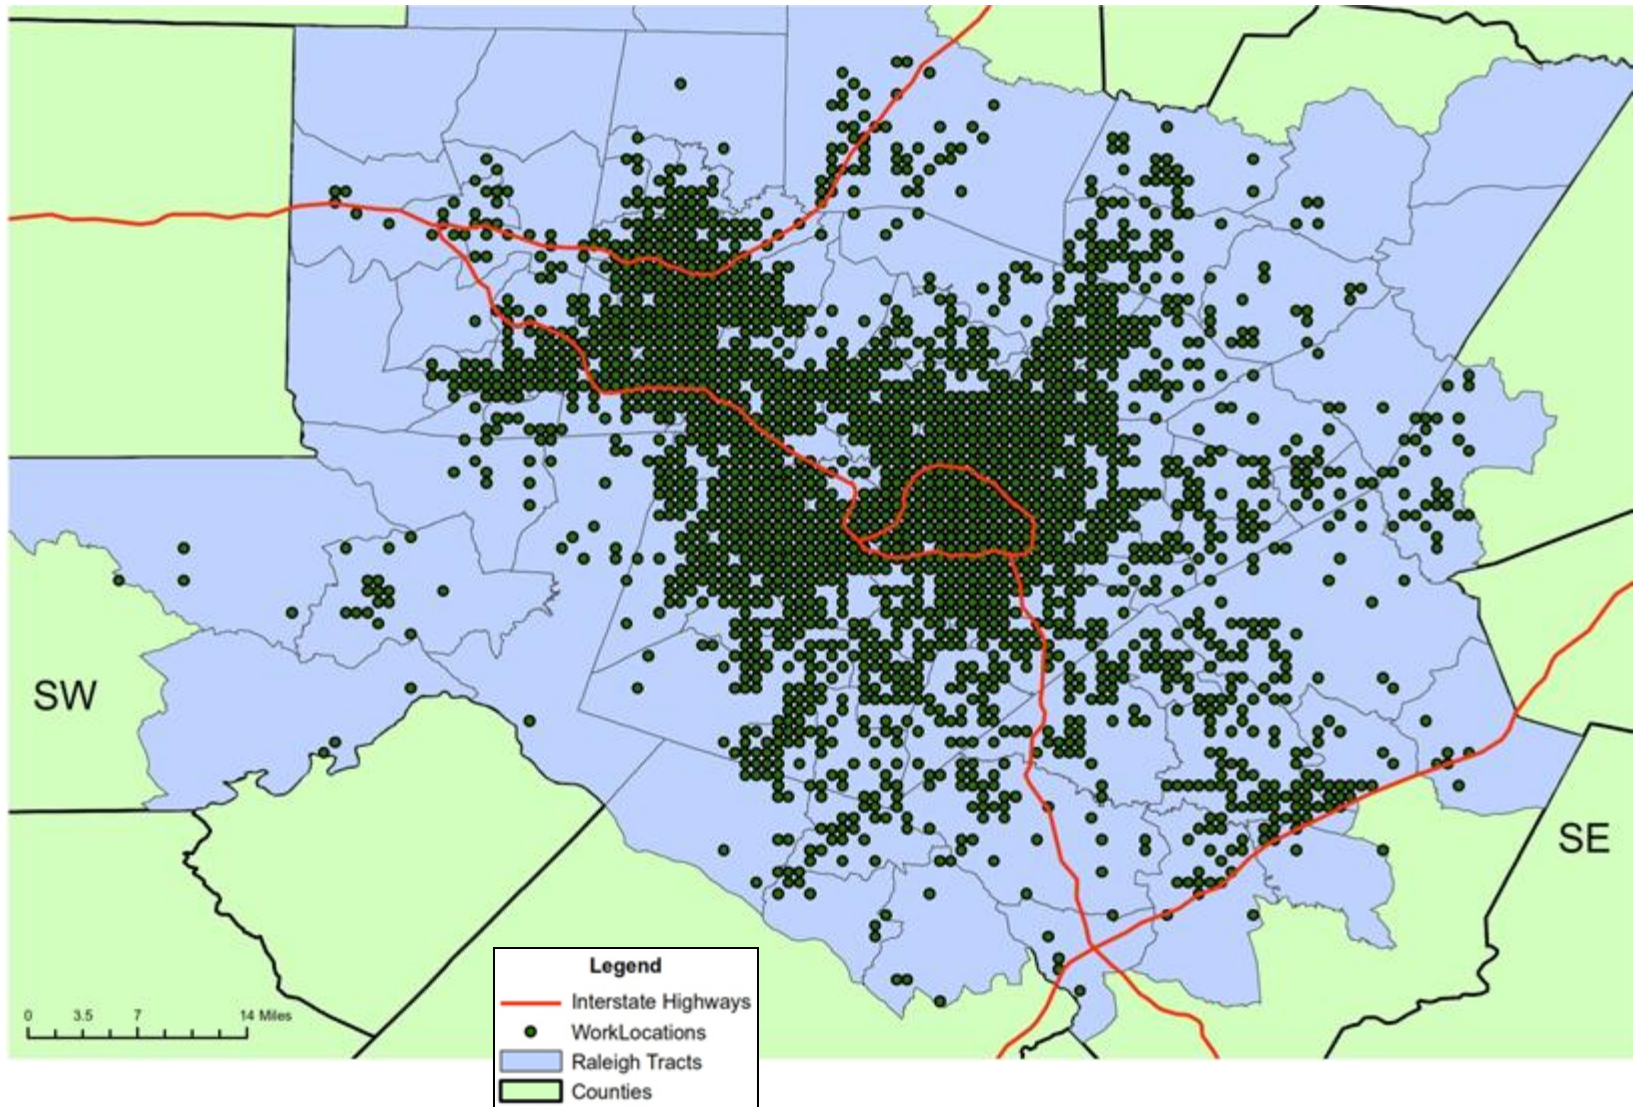 SW
SE
0 3.5 7 14 Miles
Legend
Interstate Highways
WorkLocations
Raleigh Tracts
Counties